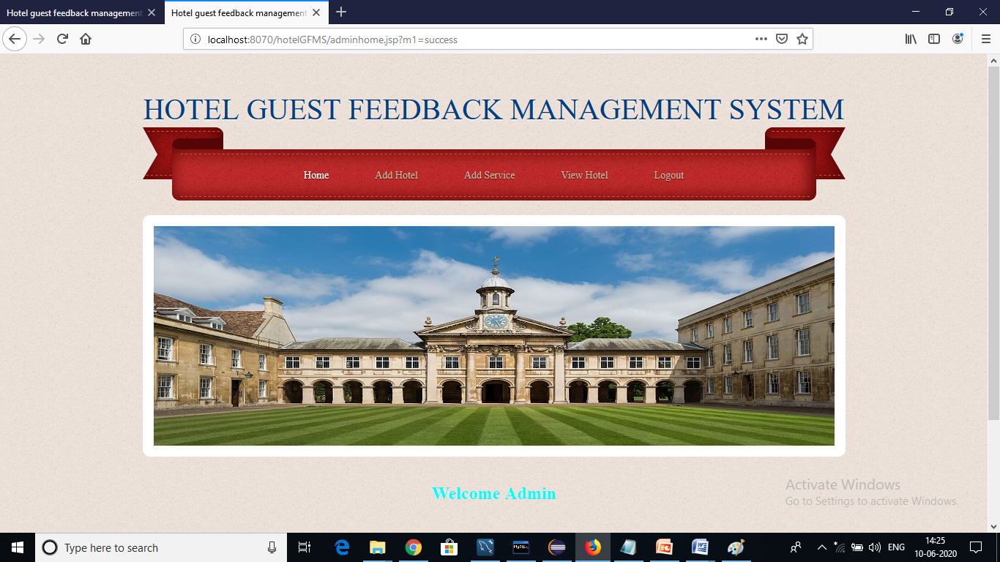 Hotel guest feedback management
Hotel guest feedback management
localhost:8070/hotelGFMS/adminhome.jsp?m1=success
HOTEL GUEST FEEDBACK MANAGEMENT SYSTEM
Home Add Hotel Add Service View Hotel Logout
Welcome Admin
Activate Windows
Go to Settings to activate Windows.
Type here to search
ENG
14:25
10-06-2020